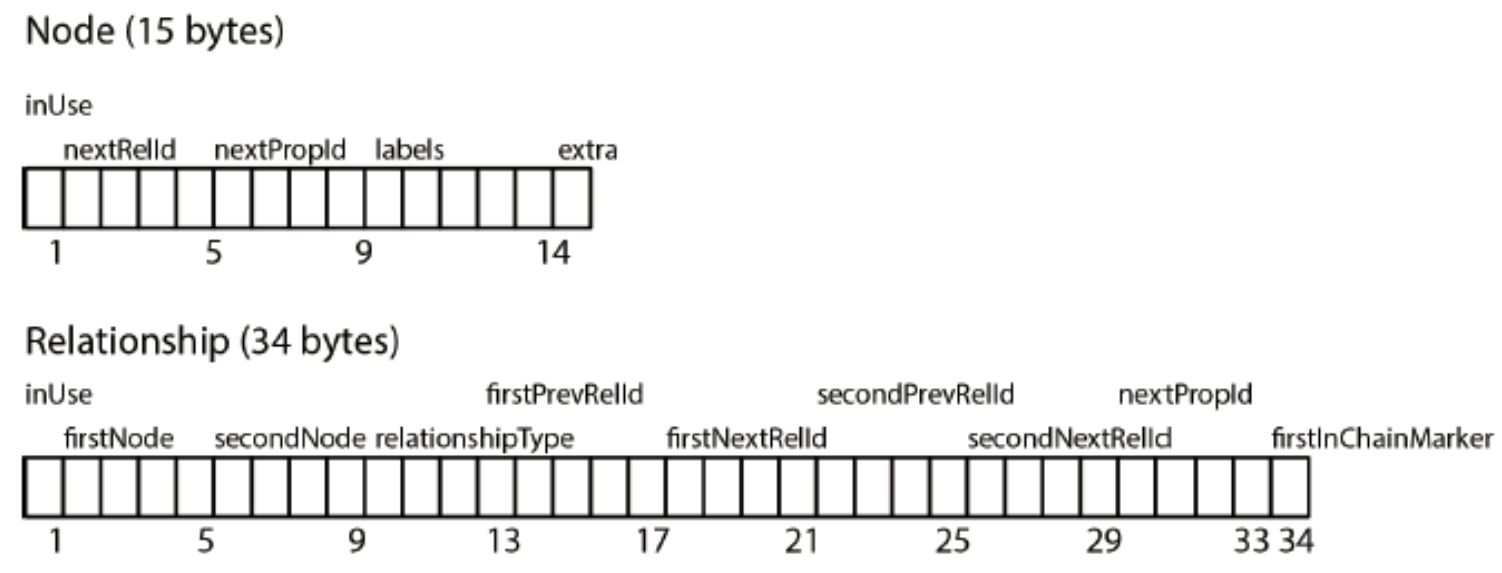 Node (15 bytes)
inUse
nextRelId nextPropId labels extra
1 5 9 14
Relationship (34 bytes)
inUse firstPrevRelId secondPrevRelId nextPropId
firstNode secondNode relationshipType firstNextRelId secondNextRelId firstInChainMarker
1 5 9 13 17 21 25 29 33 34